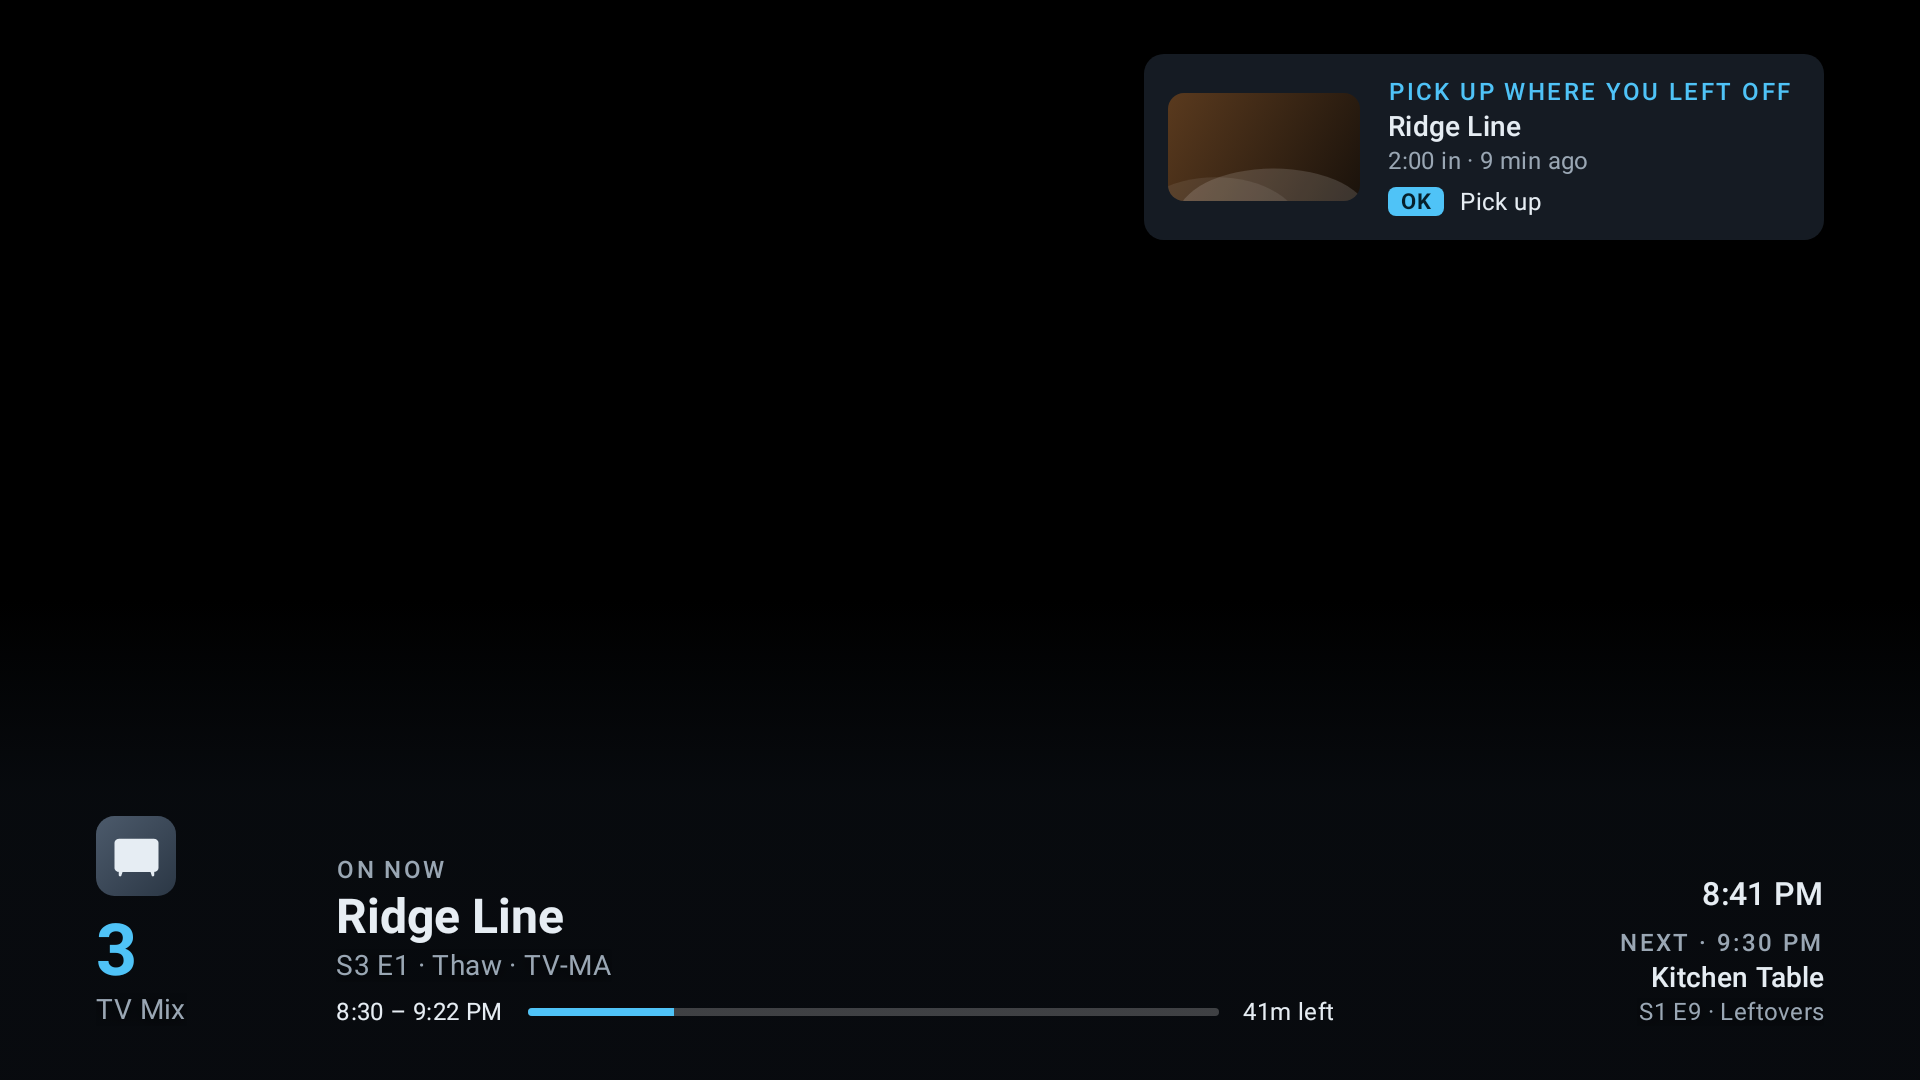 PICK UP WHERE YOU LEFT OFF
Ridge Line
2:00 in · 9 min ago
OK Pick up
3
TV Mix
ON NOW
Ridge Line
S3 E1 · Thaw · TV-MA
8:30 – 9:22 PM
41m left
8:41 PM
NEXT · 9:30 PM
Kitchen Table
S1 E9 · Leftovers